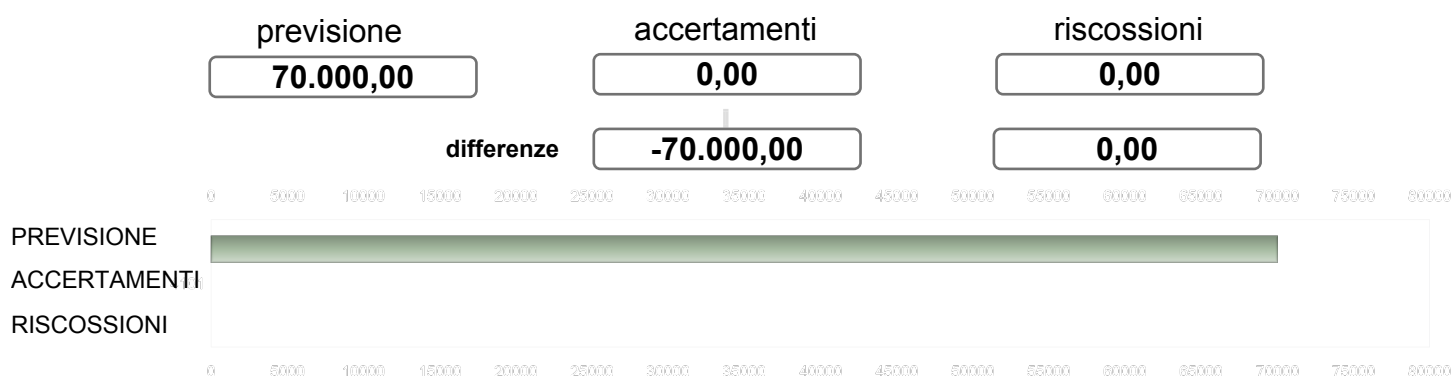 previsione accertamenti riscossioni
70.000,00 0,00 0,00
differenze -70.000,00 0,00
0 5000 10000 15000 20000 25000 30000 35000 40000 45000 50000 55000 60000 65000 70000 75000 80000
PREVISIONE
ACCERTAMENTI
RISCOSSIONI
0 5000 10000 15000 20000 25000 30000 35000 40000 45000 50000 55000 60000 65000 70000 75000 80000